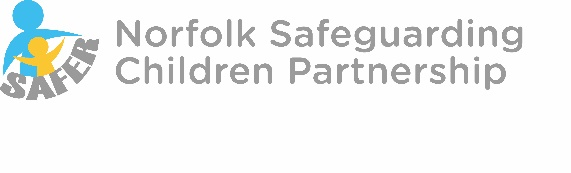 Norfolk Safeguarding
Children Partnership
SAFER